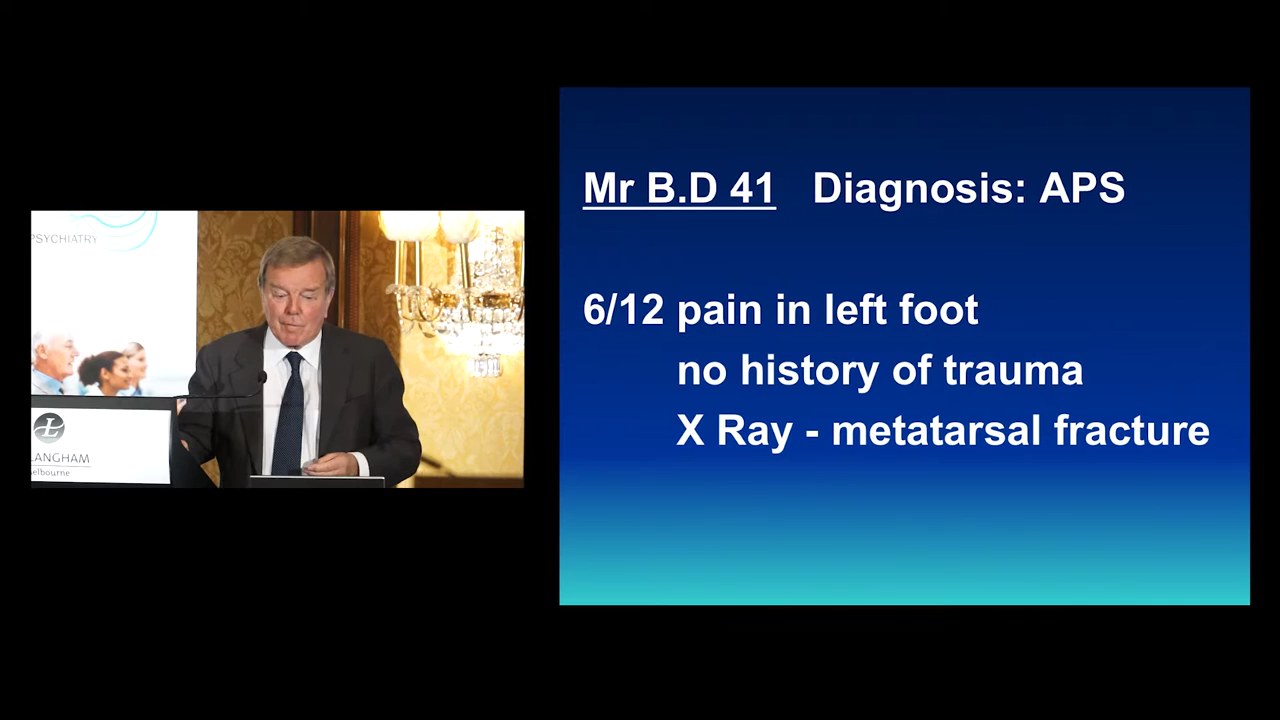 PSYCHIATRY
L
LANGHAM
elbourne
Mr B.D 41 Diagnosis: APS
6/12 pain in left foot
no history of trauma
X Ray - metatarsal fracture